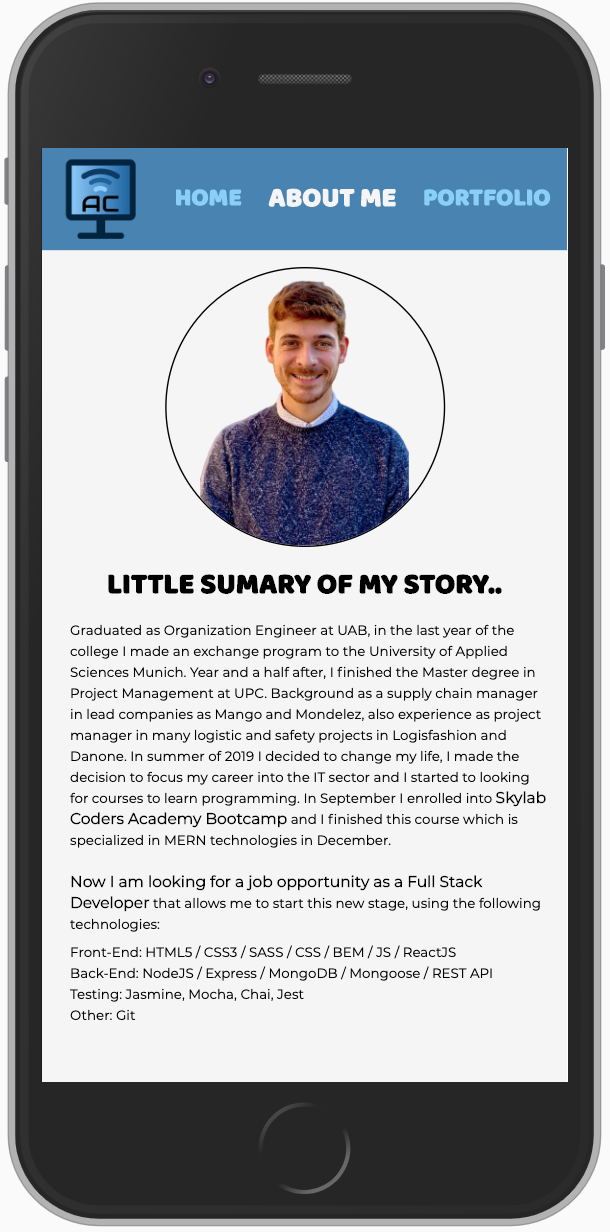 AC
HOME ABOUT ME PORTFOLIO
LITTLE SUMARY OF MY STORY..
Graduated as Organization Engineer at UAB, in the last year of the
college I made an exchange program to the University of Applied
Sciences Munich. Year and a half after, I finished the Master degree in
Project Management at UPC. Background as a supply chain manager
in lead companies as Mango and Mondelez, also experience as project
manager in many logistic and safety projects in Logisfashion and
Danone. In summer of 2019 I decided to change my life, I made the
decision to focus my career into the IT sector and I started to looking
for courses to learn programming. In September I enrolled into Skylab
Coders Academy Bootcamp and I finished this course which is
specialized in MERN technologies in December.
Now I am looking for a job opportunity as a Full Stack
Developer that allows me to start this new stage, using the following
technologies:
Front-End: HTML5 / CSS3 / SASS / CSS / BEM / JS / ReactJS
Back-End: NodeJS / Express / MongoDB / Mongoose / REST API
Testing: Jasmine, Mocha, Chai, Jest
Other: Git